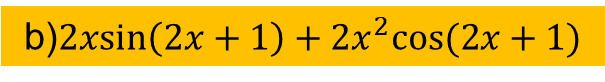 b)2xsin(2x + 1) + 2x²cos(2x + 1)